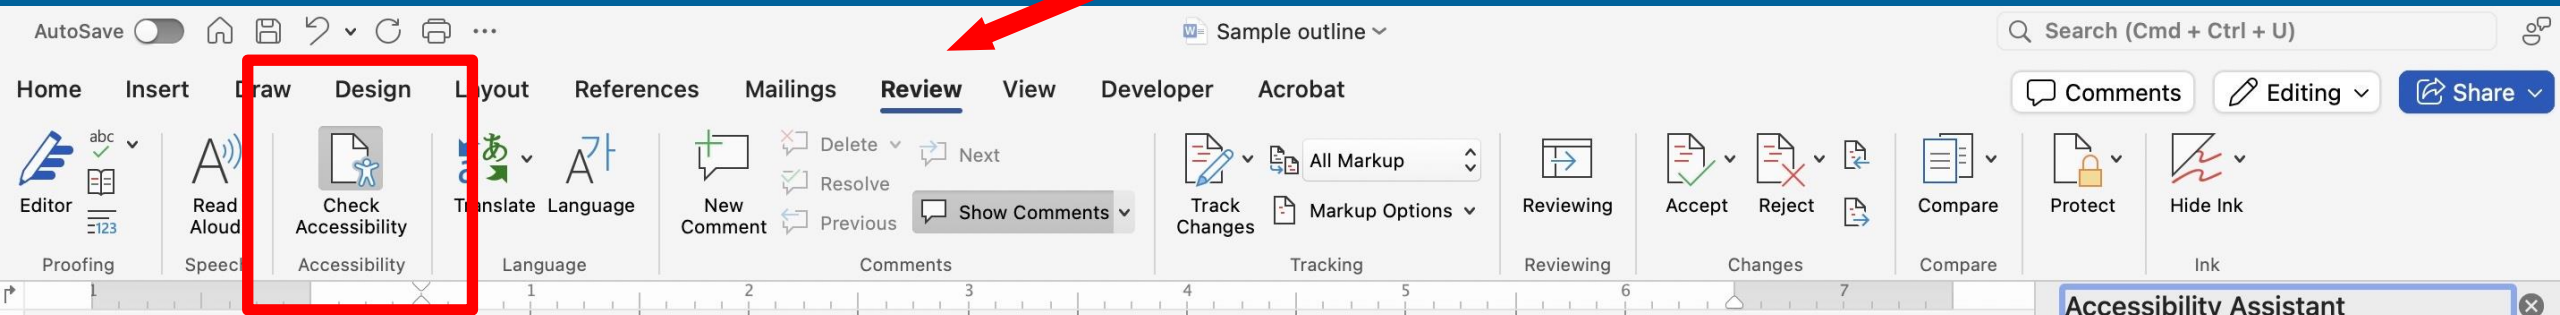 AutoSave
Sample outline
Search (Cmd + Ctrl + U)
Home Insert Draw Design Layout References Mailings Review View Developer Acrobat
Comments Editing Share
abc
Editor
123
Read Aloud
Check Accessibility
あ
Translate
Language
New Comment
Delete
Resolve
Previous
Next
Show Comments
Track Changes
All Markup
Markup Options
Reviewing
Accept
Reject
Compare
Protect
Hide Ink
Proofing Speech Accessibility Language Comments Tracking Reviewing Changes Compare Ink
1 1 2 3 4 5 6 7
Accessibility Assistant